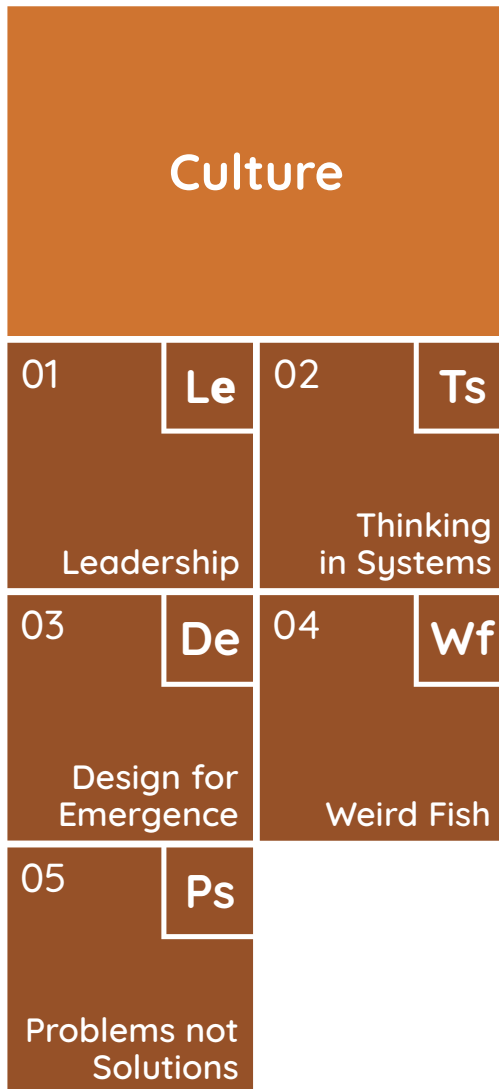 Culture
01
Le
Leadership
02
Ts
Thinking
in Systems
03
De
Design for
Emergence
04
Wf
Weird Fish
05
Ps
Problems not
Solutions